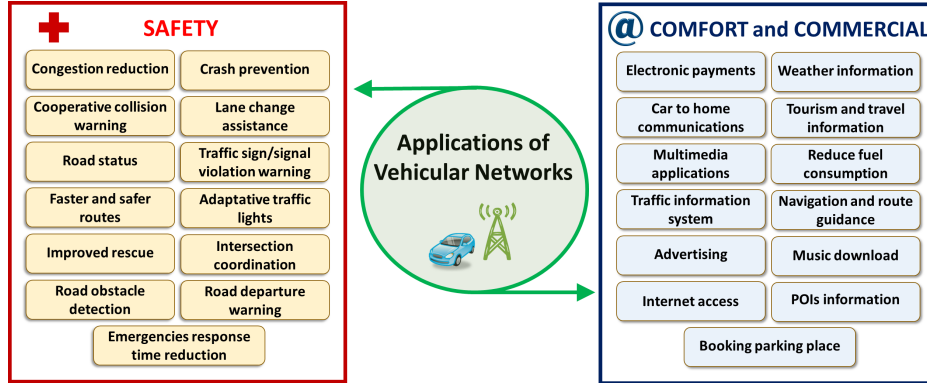 SAFETY
Congestion reduction
Crash prevention
Cooperative collision
warning
Lane change
assistance
Road status
Traffic sign/signal
violation warning
Faster and safer
routes
Adaptative traffic
lights
Improved rescue
Intersection
coordination
Road obstacle
detection
Road departure
warning
Emergencies response
time reduction
Applications of
Vehicular Networks
@ COMFORT and COMMERCIAL
Electronic payments
Weather information
Car to home
communications
Tourism and travel
information
Multimedia
applications
Reduce fuel
consumption
Traffic information
system
Navigation and route
guidance
Advertising
Music download
Internet access
POIs information
Booking parking place